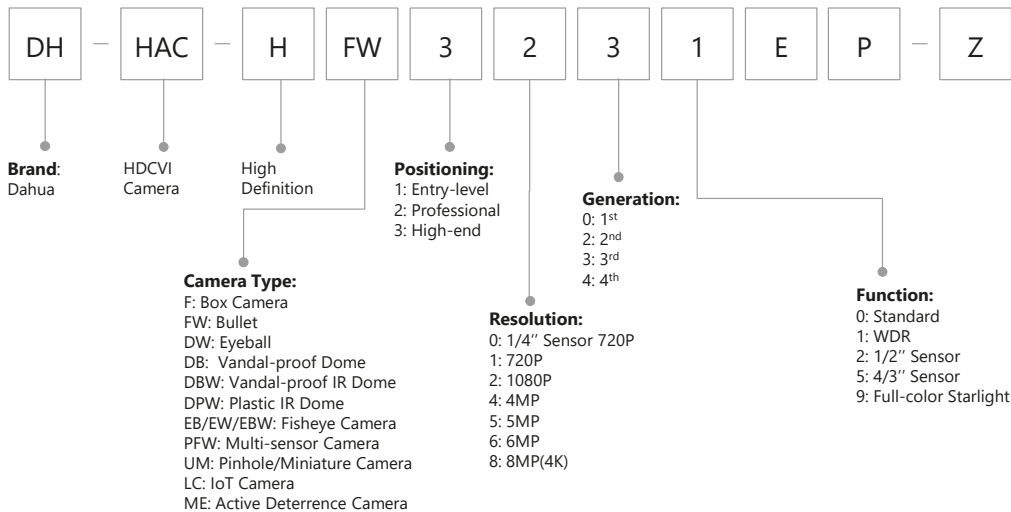 DH – HAC – H FW 3 2 3 1 E P – Z
Brand:
Dahua
HDCVI
Camera
High
Definition
Positioning:
1: Entry-level
2: Professional
3: High-end
Generation:
0: 1st
2: 2nd
3: 3rd
4: 4th
Camera Type:
F: Box Camera
FW: Bullet
DW: Eyeball
DB: Vandal-proof Dome
DBW: Vandal-proof IR Dome
DPW: Plastic IR Dome
EB/EW/EBW: Fisheye Camera
PFW: Multi-sensor Camera
UM: Pinhole/Miniature Camera
LC: IoT Camera
ME: Active Deterrence Camera
Resolution:
0: 1/4’’ Sensor 720P
1: 720P
2: 1080P
4: 4MP
5: 5MP
6: 6MP
8: 8MP(4K)
Function:
0: Standard
1: WDR
2: 1/2’’ Sensor
5: 4/3’’ Sensor
9: Full-color Starlight